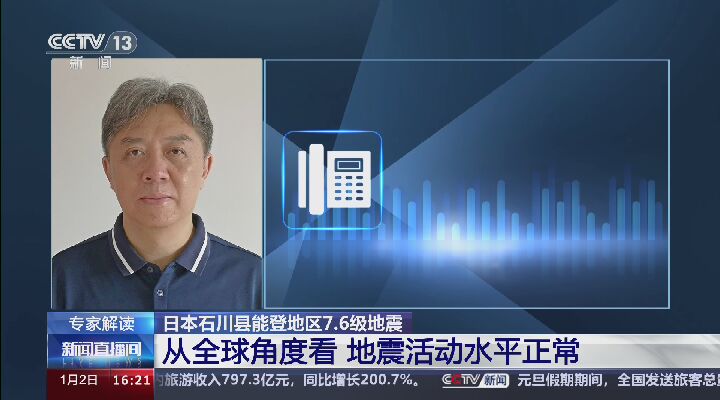 CCTV 13
新闻
专家解读
日本石川县能登地区7.6级地震
新闻直播间
从全球角度看 地震活动水平正常
1月2日
16:21
内旅游收入797.3亿元，同比增长200.7%。
CCTV 新闻
元旦假期期间，全国发送旅客总